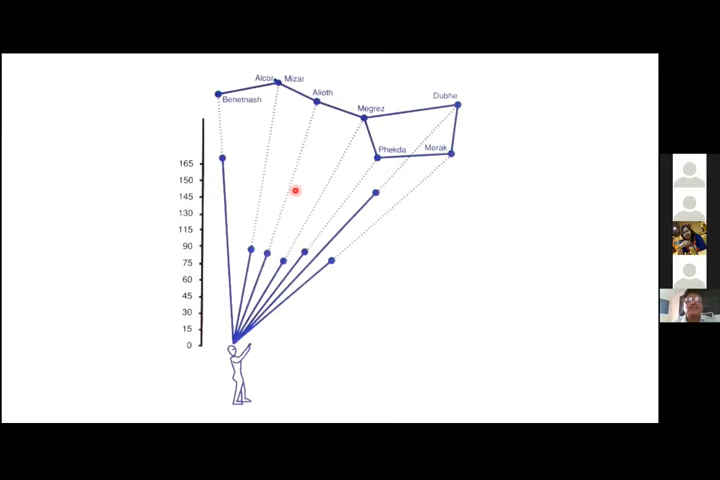 Alcor Mizar
Benetnash
Alioth
Dubhe
Megrez
Phekda
Merak
165
150
145
130
115
90
75
60
45
30
15
0